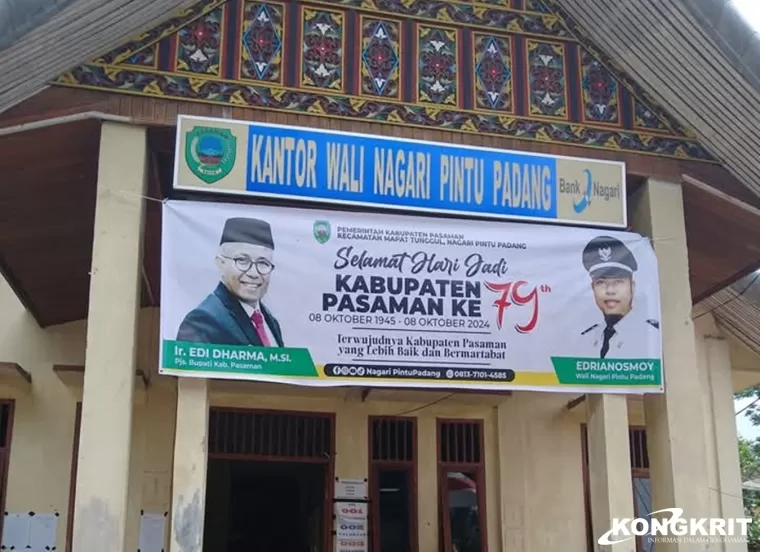 KANTOR WALI NAGARI PINTU PADANG
Bank Nagari
PEMERINTAH KABUPATEN PASAMAN
KECAMATAN MAPAT TUNGGUL, NAGARI PINTU PADANG
Selamat Hari Jadi
KABUPATEN
PASAMAN KE 79th
08 OKTOBER 1945 - 08 OKTOBER 2024
Terwujudnya Kabupaten Pasaman
yang Lebih Baik dan Bermartabat
Ir. EDI DHARMA, M.SI.
Pjs. Bupati Kab. Pasaman
Nagari PintuPadang 0813-7101-4585
EDRIANOSMOY
Wali Nagari Pintu Padang
KONGKRIT